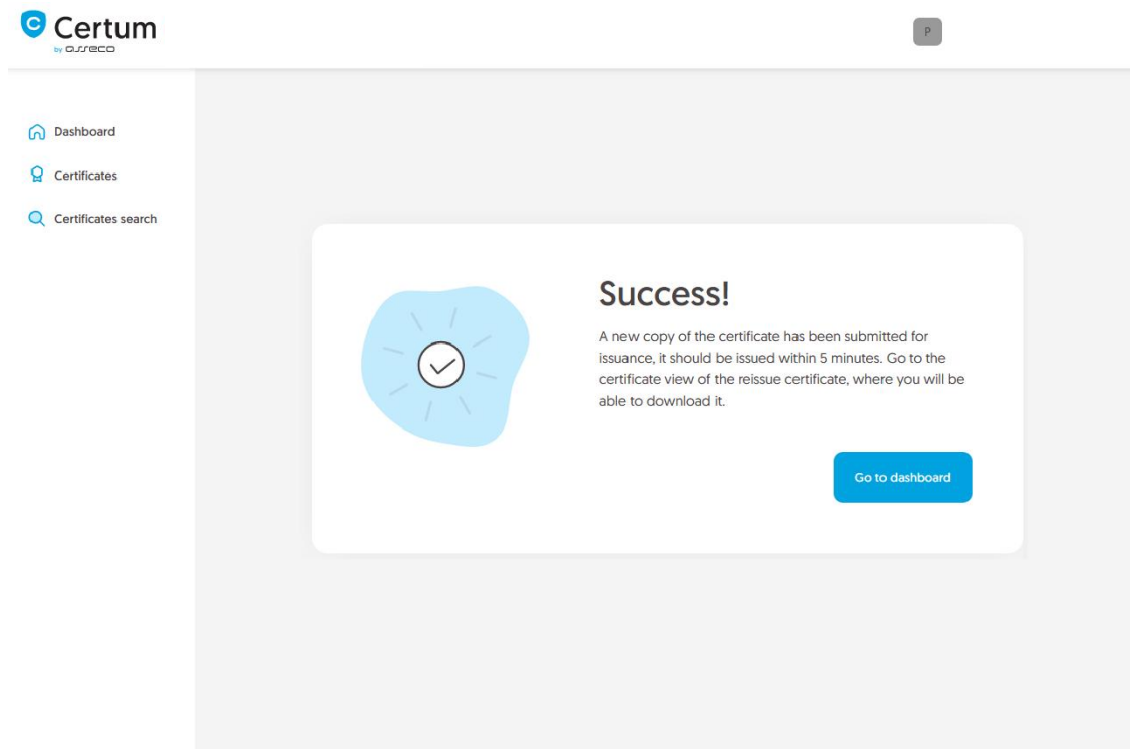 Certum
by asseco
P
Dashboard
Certificates
Certificates search
Success!
A new copy of the certificate has been submitted for
issuance, it should be issued within 5 minutes. Go to the
certificate view of the reissue certificate, where you will be
able to download it.
Go to dashboard